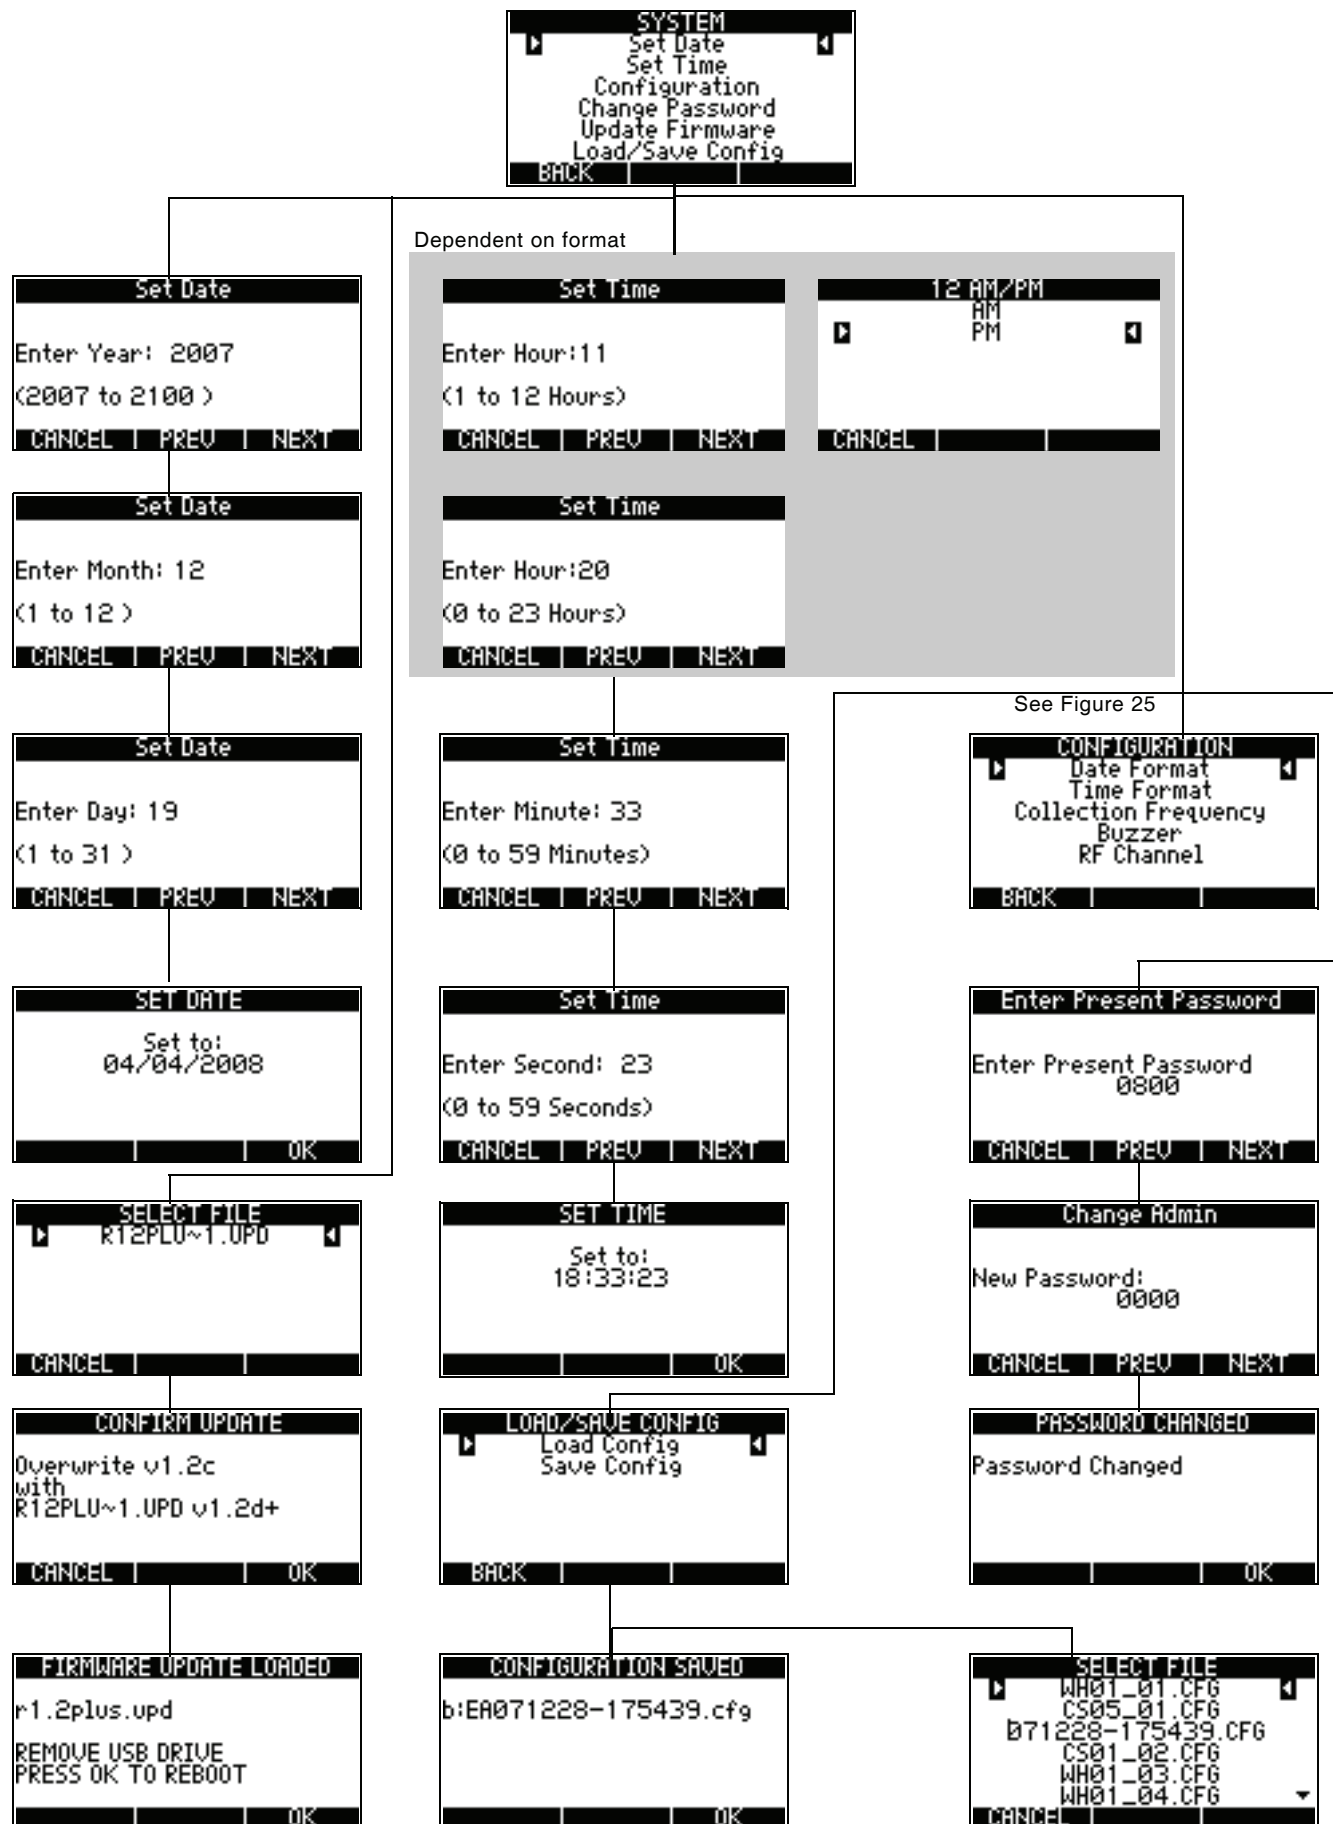 SYSTEM
Set Date
Set Time
Configuration
Change Password
Update Firmware
Load/Save Config
BACK
Dependent on format
Set Date
Enter Year: 2007
(2007 to 2100 )
CANCEL | PREV | NEXT
Set Time
Enter Hour:11
(1 to 12 Hours)
CANCEL | PREV | NEXT
12 AM/PM
AM
PM
CANCEL
Set Date
Enter Month: 12
(1 to 12 )
CANCEL | PREV | NEXT
Set Time
Enter Hour:20
(0 to 23 Hours)
CANCEL | PREV | NEXT
See Figure 25
Set Date
Enter Day: 19
(1 to 31 )
CANCEL | PREV | NEXT
Set Time
Enter Minute: 33
(0 to 59 Minutes)
CANCEL | PREV | NEXT
CONFIGURATION
Date Format
Time Format
Collection Frequency
Buzzer
RF Channel
BACK
SET DATE
Set to:
04/04/2008
OK
Set Time
Enter Second: 23
(0 to 59 Seconds)
CANCEL | PREV | NEXT
Enter Present Password
Enter Present Password
0800
CANCEL | PREV | NEXT
SELECT FILE
R12PLU~1.UPD
CANCEL
SET TIME
Set to:
18:33:23
OK
Change Admin
New Password:
0000
CANCEL | PREV | NEXT
CONFIRM UPDATE
Overwrite v1.2c
with
R12PLU~1.UPD v1.2d+
CANCEL OK
LOAD/SAVE CONFIG
Load Config
Save Config
BACK
PASSWORD CHANGED
Password Changed
OK
FIRMWARE UPDATE LOADED
r1.2plus.upd
REMOVE USB DRIVE
PRESS OK TO REBOOT
OK
CONFIGURATION SAVED
b:EA071228-175439.cfg
OK
SELECT FILE
WH01_01.CFG
CS05_01.CFG
071228-175439.CFG
CS01_02.CFG
WH01_03.CFG
WH01_04.CFG
CANCEL